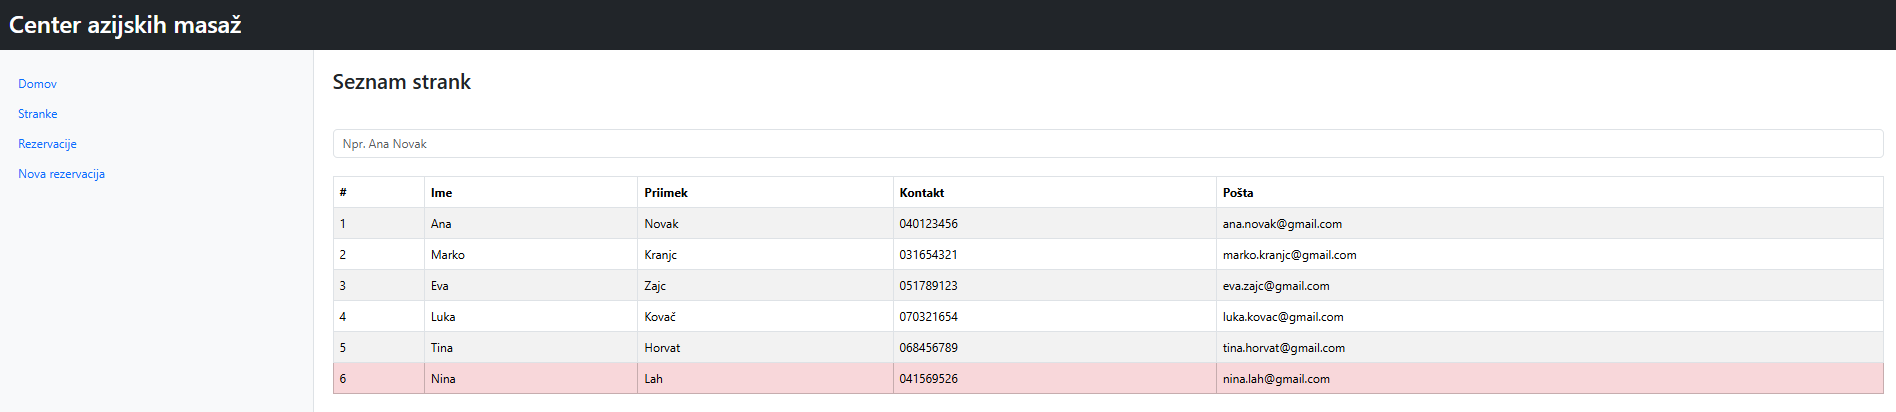 Center azijskih masaž
Domov
Stranke
Rezervacije
Nova rezervacija
Seznam strank
Npr. Ana Novak
# Ime Priimek Kontakt Pošta
1 Ana Novak 040123456 ana.novak@gmail.com
2 Marko Kranjc 031654321 marko.kranjc@gmail.com
3 Eva Zajc 051789123 eva.zajc@gmail.com
4 Luka Kovač 070321654 luka.kovac@gmail.com
5 Tina Horvat 068456789 tina.horvat@gmail.com
6 Nina Lah 041569526 nina.lah@gmail.com